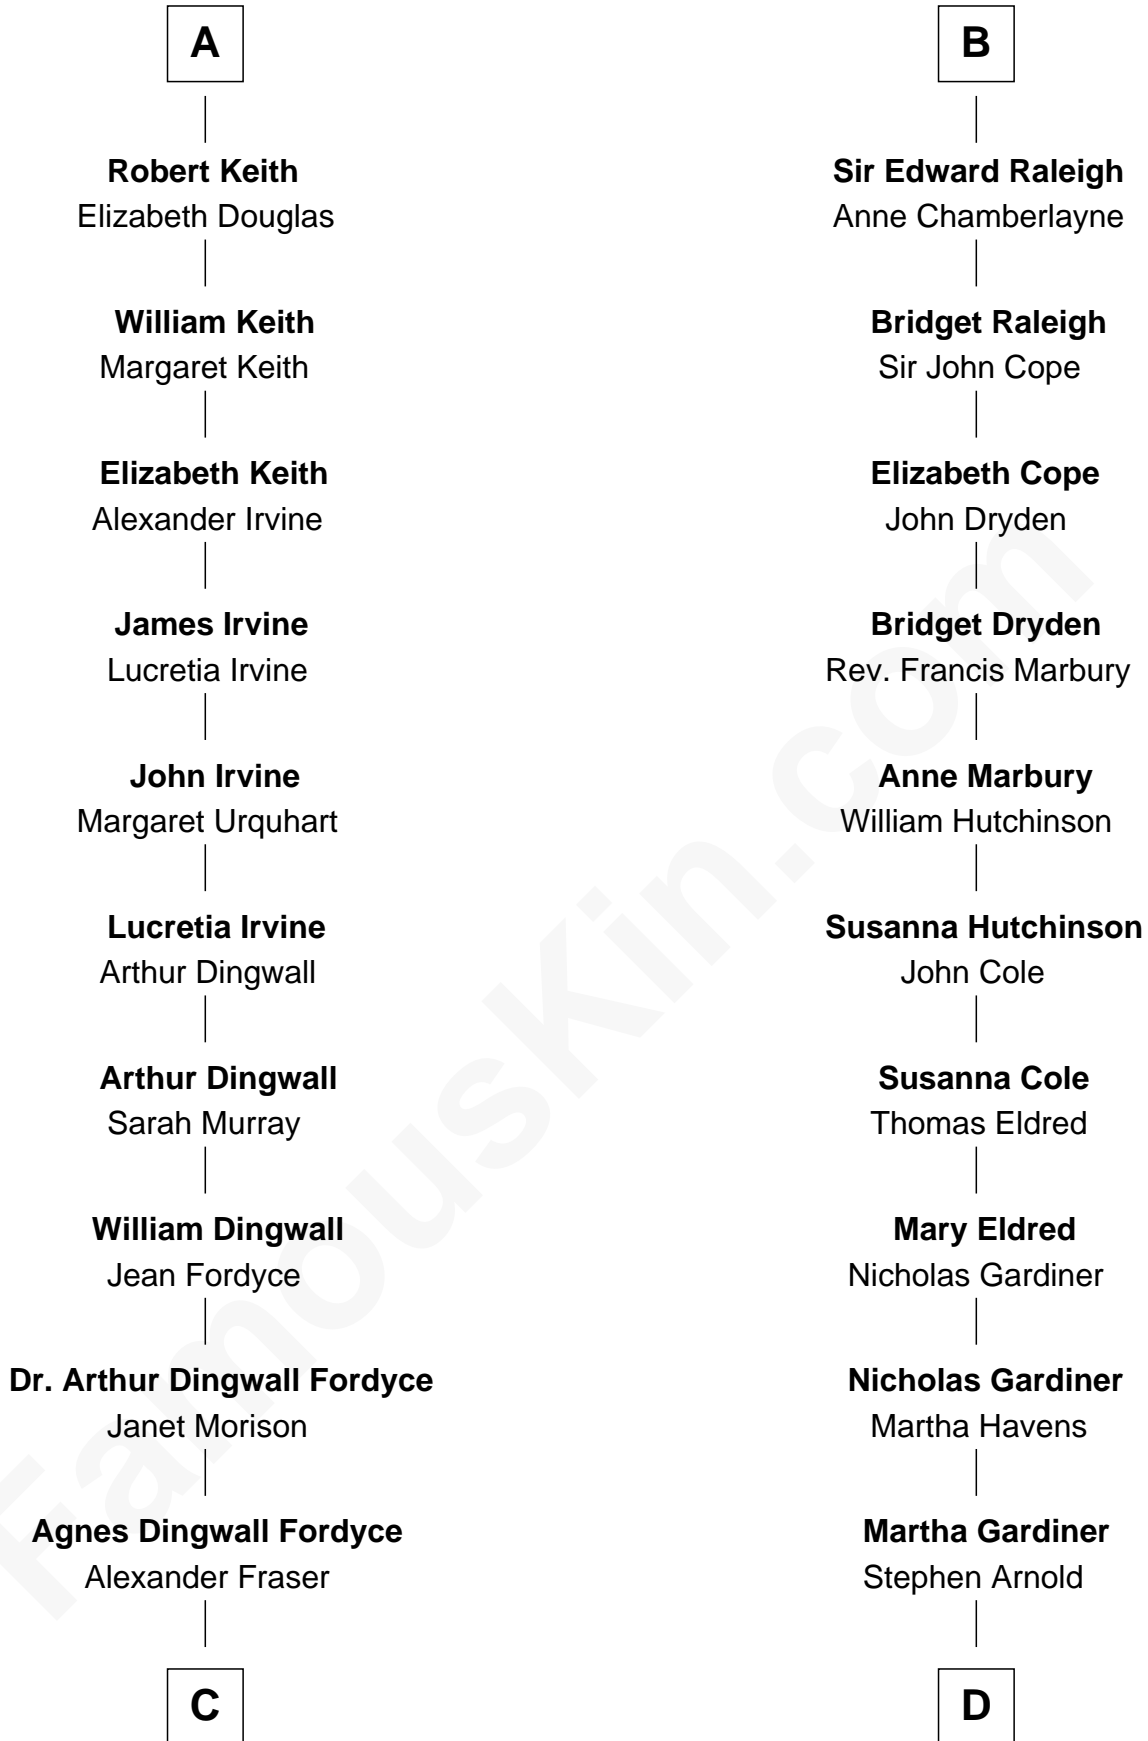 A
Robert Keith
Elizabeth Douglas
William Keith
Margaret Keith
Elizabeth Keith
Alexander Irvine
James Irvine
Lucretia Irvine
John Irvine
Margaret Urquhart
Lucretia Irvine
Arthur Dingwall
Arthur Dingwall
Sarah Murray
William Dingwall
Jean Fordyce
Dr. Arthur Dingwall Fordyce
Janet Morison
Agnes Dingwall Fordyce
Alexander Fraser
C
B
Sir Edward Raleigh
Anne Chamberlayne
Bridget Raleigh
Sir John Cope
Elizabeth Cope
John Dryden
Bridget Dryden
Rev. Francis Marbury
Anne Marbury
William Hutchinson
Susanna Hutchinson
John Cole
Susanna Cole
Thomas Eldred
Mary Eldred
Nicholas Gardiner
Nicholas Gardiner
Martha Havens
Martha Gardiner
Stephen Arnold
D
FamousKin.com